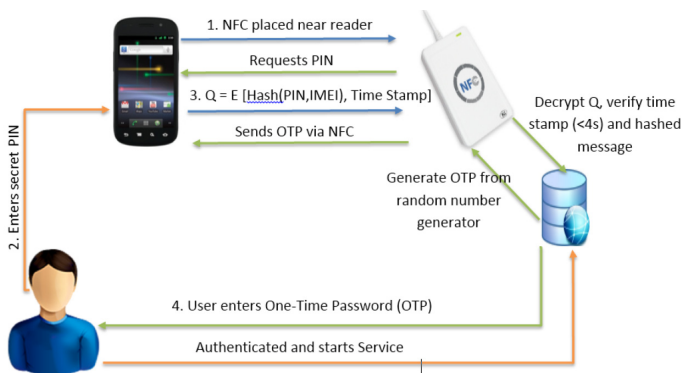 1. NFC placed near reader
Requests PIN
3. Q = E [Hash(PIN,IMEI), Time Stamp]
Sends OTP via NFC
NFC
Decrypt Q, verify time
stamp (<4s) and hashed
message
Generate OTP from
random number
generator
2. Enters secret PIN
4. User enters One-Time Password (OTP)
Authenticated and starts Service